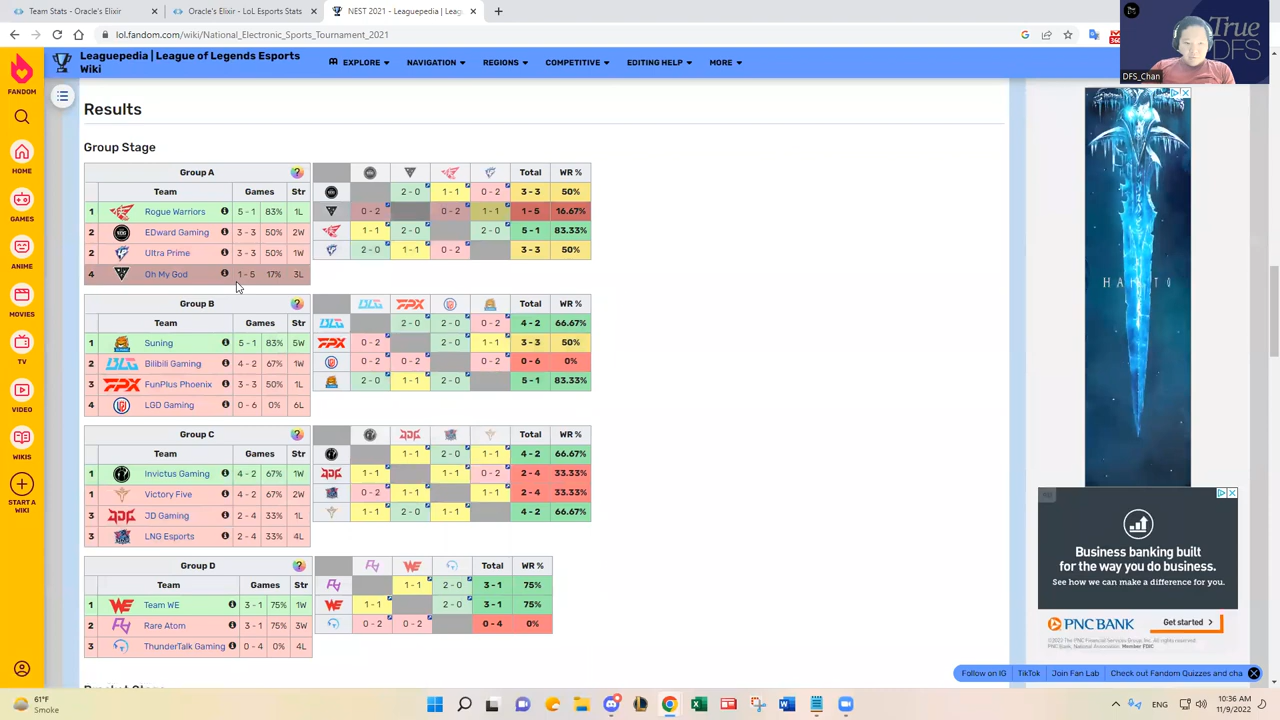 Team Stats - Oracle's Elixir
Oracle's Elixir - LoL Esports Stats
NEST 2021 - Leaguepedia | Leag
lol.fandom.com/wiki/National_Electronic_Sports_Tournament_2021
Leaguepedia | League of Legends Esports Wiki
EXPLORE
NAVIGATION
REGIONS
COMPETITIVE
EDITING HELP
MORE
True
DFS
DFS_Chan
FANDOM
HOME
GAMES
ANIME
MOVIES
TV
VIDEO
WIKIS
START A
WIKI
Results
Group Stage
Group A
Team Games Str
1 Rogue Warriors 5 - 1 83% 1L
2 EDward Gaming 3 - 3 50% 2W
2 Ultra Prime 3 - 3 50% 1W
4 Oh My God 1 - 5 17% 3L
Total WR %
2 - 0 1 - 1 0 - 2 3 - 3 50%
0 - 2 0 - 2 1 - 1 1 - 5 16.67%
1 - 1 2 - 0 2 - 0 5 - 1 83.33%
2 - 0 1 - 1 0 - 2 3 - 3 50%
Group B
Team Games Str
1 Suning 5 - 1 83% 5W
2 Bilibili Gaming 4 - 2 67% 1W
3 FPX FunPlus Phoenix 3 - 3 50% 1L
4 LGD Gaming 0 - 6 0% 6L
BLG FPX Total WR %
BLG 2 - 0 2 - 0 0 - 2 4 - 2 66.67%
FPX 0 - 2 2 - 0 1 - 1 3 - 3 50%
0 - 2 0 - 2 0 - 2 0 - 6 0%
2 - 0 1 - 1 2 - 0 5 - 1 83.33%
Group C
Team Games Str
1 Invictus Gaming 4 - 2 67% 1W
1 Victory Five 4 - 2 67% 2W
3 JDG JD Gaming 2 - 4 33% 1L
3 LNG Esports 2 - 4 33% 4L
JDG Total WR %
1 - 1 2 - 0 1 - 1 4 - 2 66.67%
JDG 1 - 1 1 - 1 0 - 2 2 - 4 33.33%
0 - 2 1 - 1 1 - 1 2 - 4 33.33%
1 - 1 2 - 0 1 - 1 4 - 2 66.67%
Group D
Team Games Str
1 WE Team WE 3 - 1 75% 1W
2 Rare Atom 3 - 1 75% 3W
3 ThunderTalk Gaming 0 - 4 0% 4L
WE Total WR %
1 - 1 2 - 0 3 - 1 75%
WE 1 - 1 2 - 0 3 - 1 75%
0 - 2 0 - 2 0 - 4 0%
Business banking built
for the way you do business.
See how we can make a difference for you.
PNC BANK
Get started
Follow on IG
TikTok
Join Fan Lab
Check out Fandom Quizzes and cha
61°F
Smoke
ENG
10:36 AM
11/9/2022